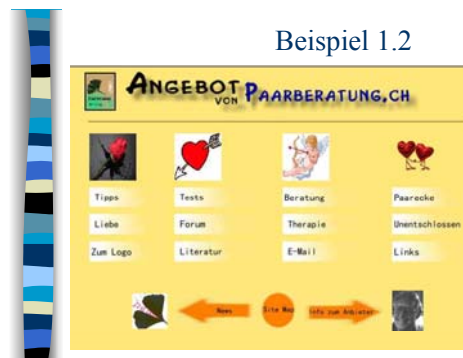 Beispiel 1.2
ANGEBOT VON PAARBERATUNG.CH
Tipps Tests Beratung Paarecke
Liebe Forum Therapie Unentschlossen
Zum Logo Literatur E-Mail Links
News Site Map Info zum Anbieter